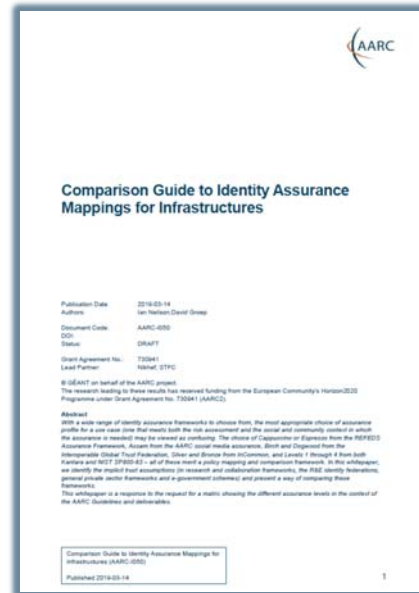 AARC
Comparison Guide to Identity Assurance
Mappings for Infrastructures
Publication Date 2019-03-14
Authors: Ian Neilson,David Groep
Document Code: AARC-I050
DOI:
Status: DRAFT
Grant Agreement No.: 730941
Lead Partner: Nikhef, STFC
© GÉANT on behalf of the AARC project.
The research leading to these results has received funding from the European Community's Horizon2020
Programme under Grant Agreement No. 730941 (AARC2).
Abstract
With a wide range of identity assurance frameworks to choose from, the most appropriate choice of assurance
profile for a use case (one that meets both the risk assessment and the social and community context in which
the assurance is needed) may be viewed as confusing. The choice of Cappuccino or Espresso from the REFEDS
Assurance Framework, Assam from the AARC social media assurance, Birch and Dogwood from the
Interoperable Global Trust Federation, Silver and Bronze from InCommon, and Levels 1 through 4 from both
Kantara and NIST SP800-63 – all of these merit a policy mapping and comparison framework. In this whitepaper,
we identify the implicit trust assumptions (in research and collaboration frameworks, the R&E identity federations,
general private sector frameworks and e-government schemes) and present a way of comparing these
frameworks.
This whitepaper is a response to the request for a matrix showing the different assurance levels in the context of
the AARC Guidelines and deliverables.
Comparison Guide to Identity Assurance Mappings for
Infrastructures (AARC-I050)
Published 2019-03-14
1